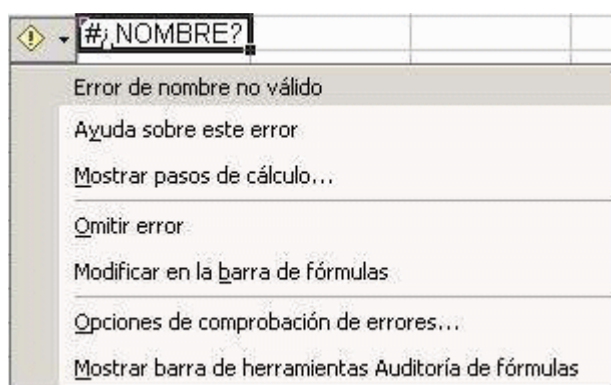 #¿NOMBRE?
Error de nombre no válido
Ayuda sobre este error
Mostrar pasos de cálculo...
Omitir error
Modificar en la barra de fórmulas
Opciones de comprobación de errores...
Mostrar barra de herramientas Auditoría de fórmulas